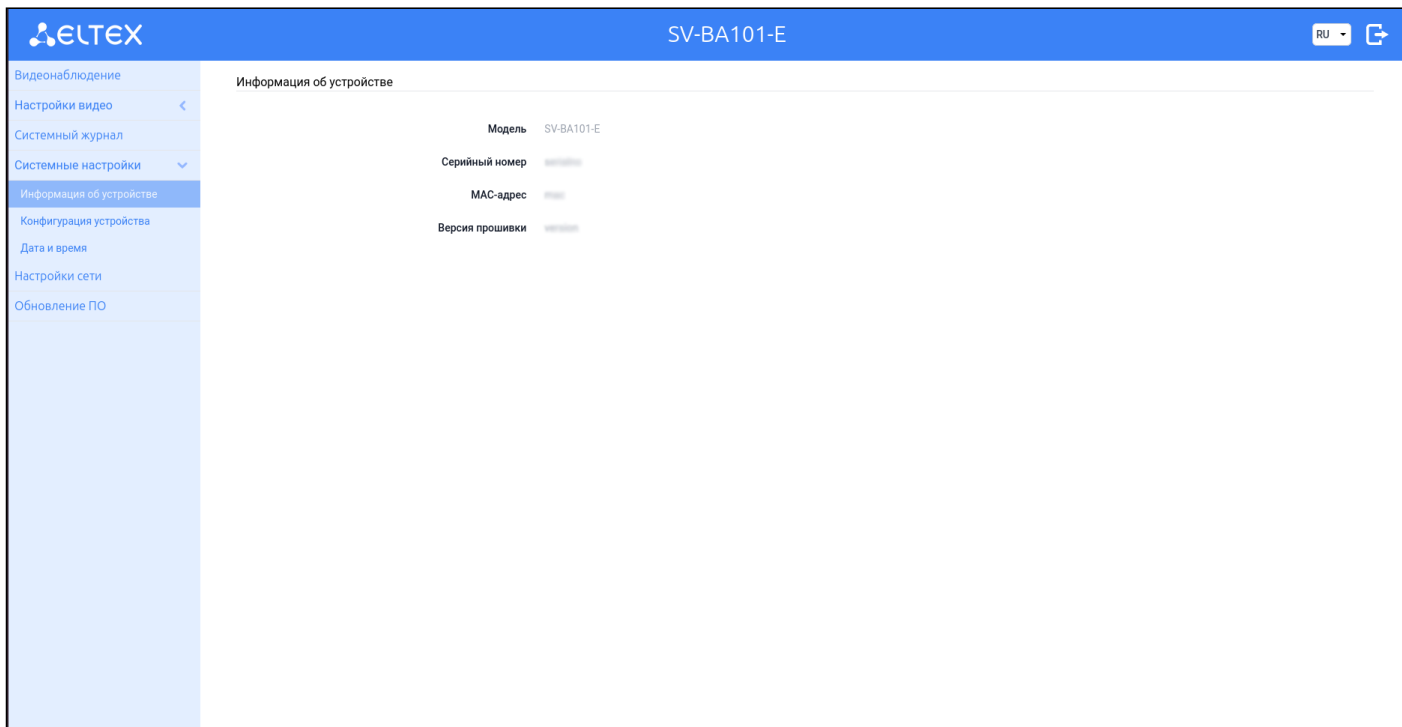 ELTEX
SV-BA101-E
RU
Видеонаблюдение
Настройки видео
Системный журнал
Системные настройки
Информация об устройстве
Конфигурация устройства
Дата и время
Настройки сети
Обновление ПО
Информация об устройстве
Модель SV-BA101-E
Серийный номер
MAC-адрес
Версия прошивки